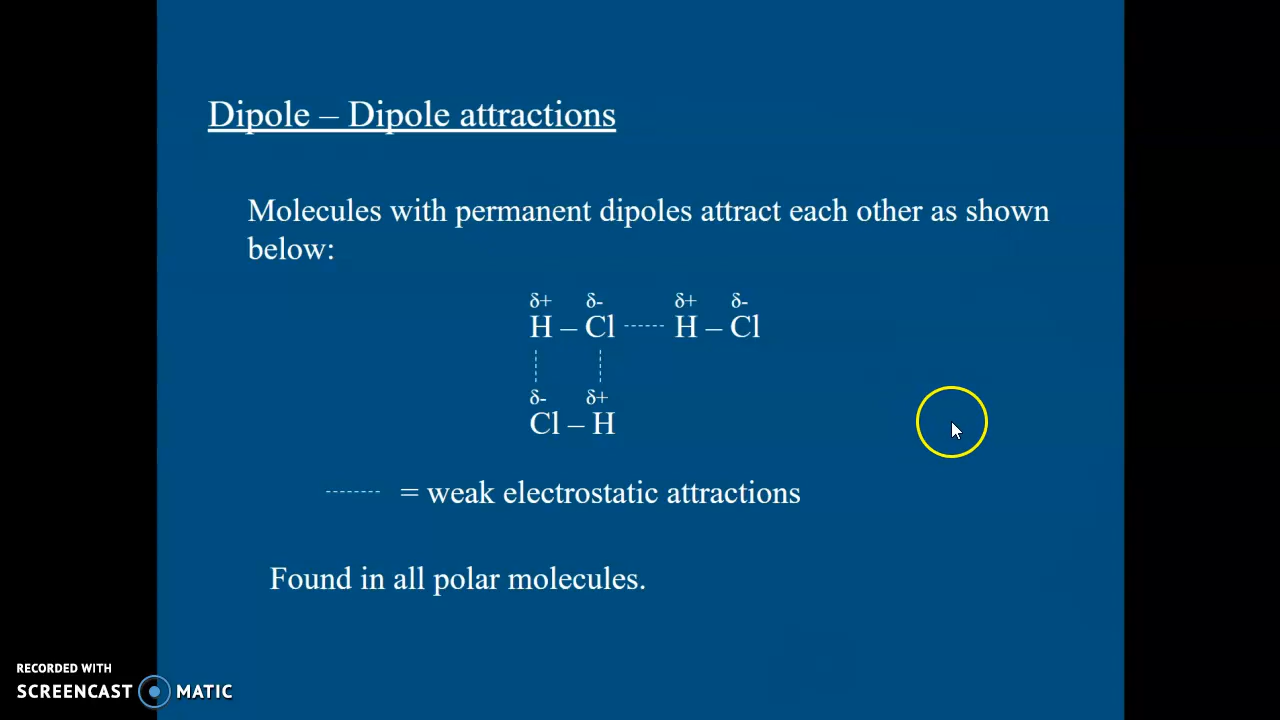 Dipole – Dipole attractions
Molecules with permanent dipoles attract each other as shown
below:
δ+ δ- δ+ δ-
H – Cl ------ H – Cl
δ- δ+
Cl – H
-------- = weak electrostatic attractions
Found in all polar molecules.
RECORDED WITH
SCREENCAST MATIC